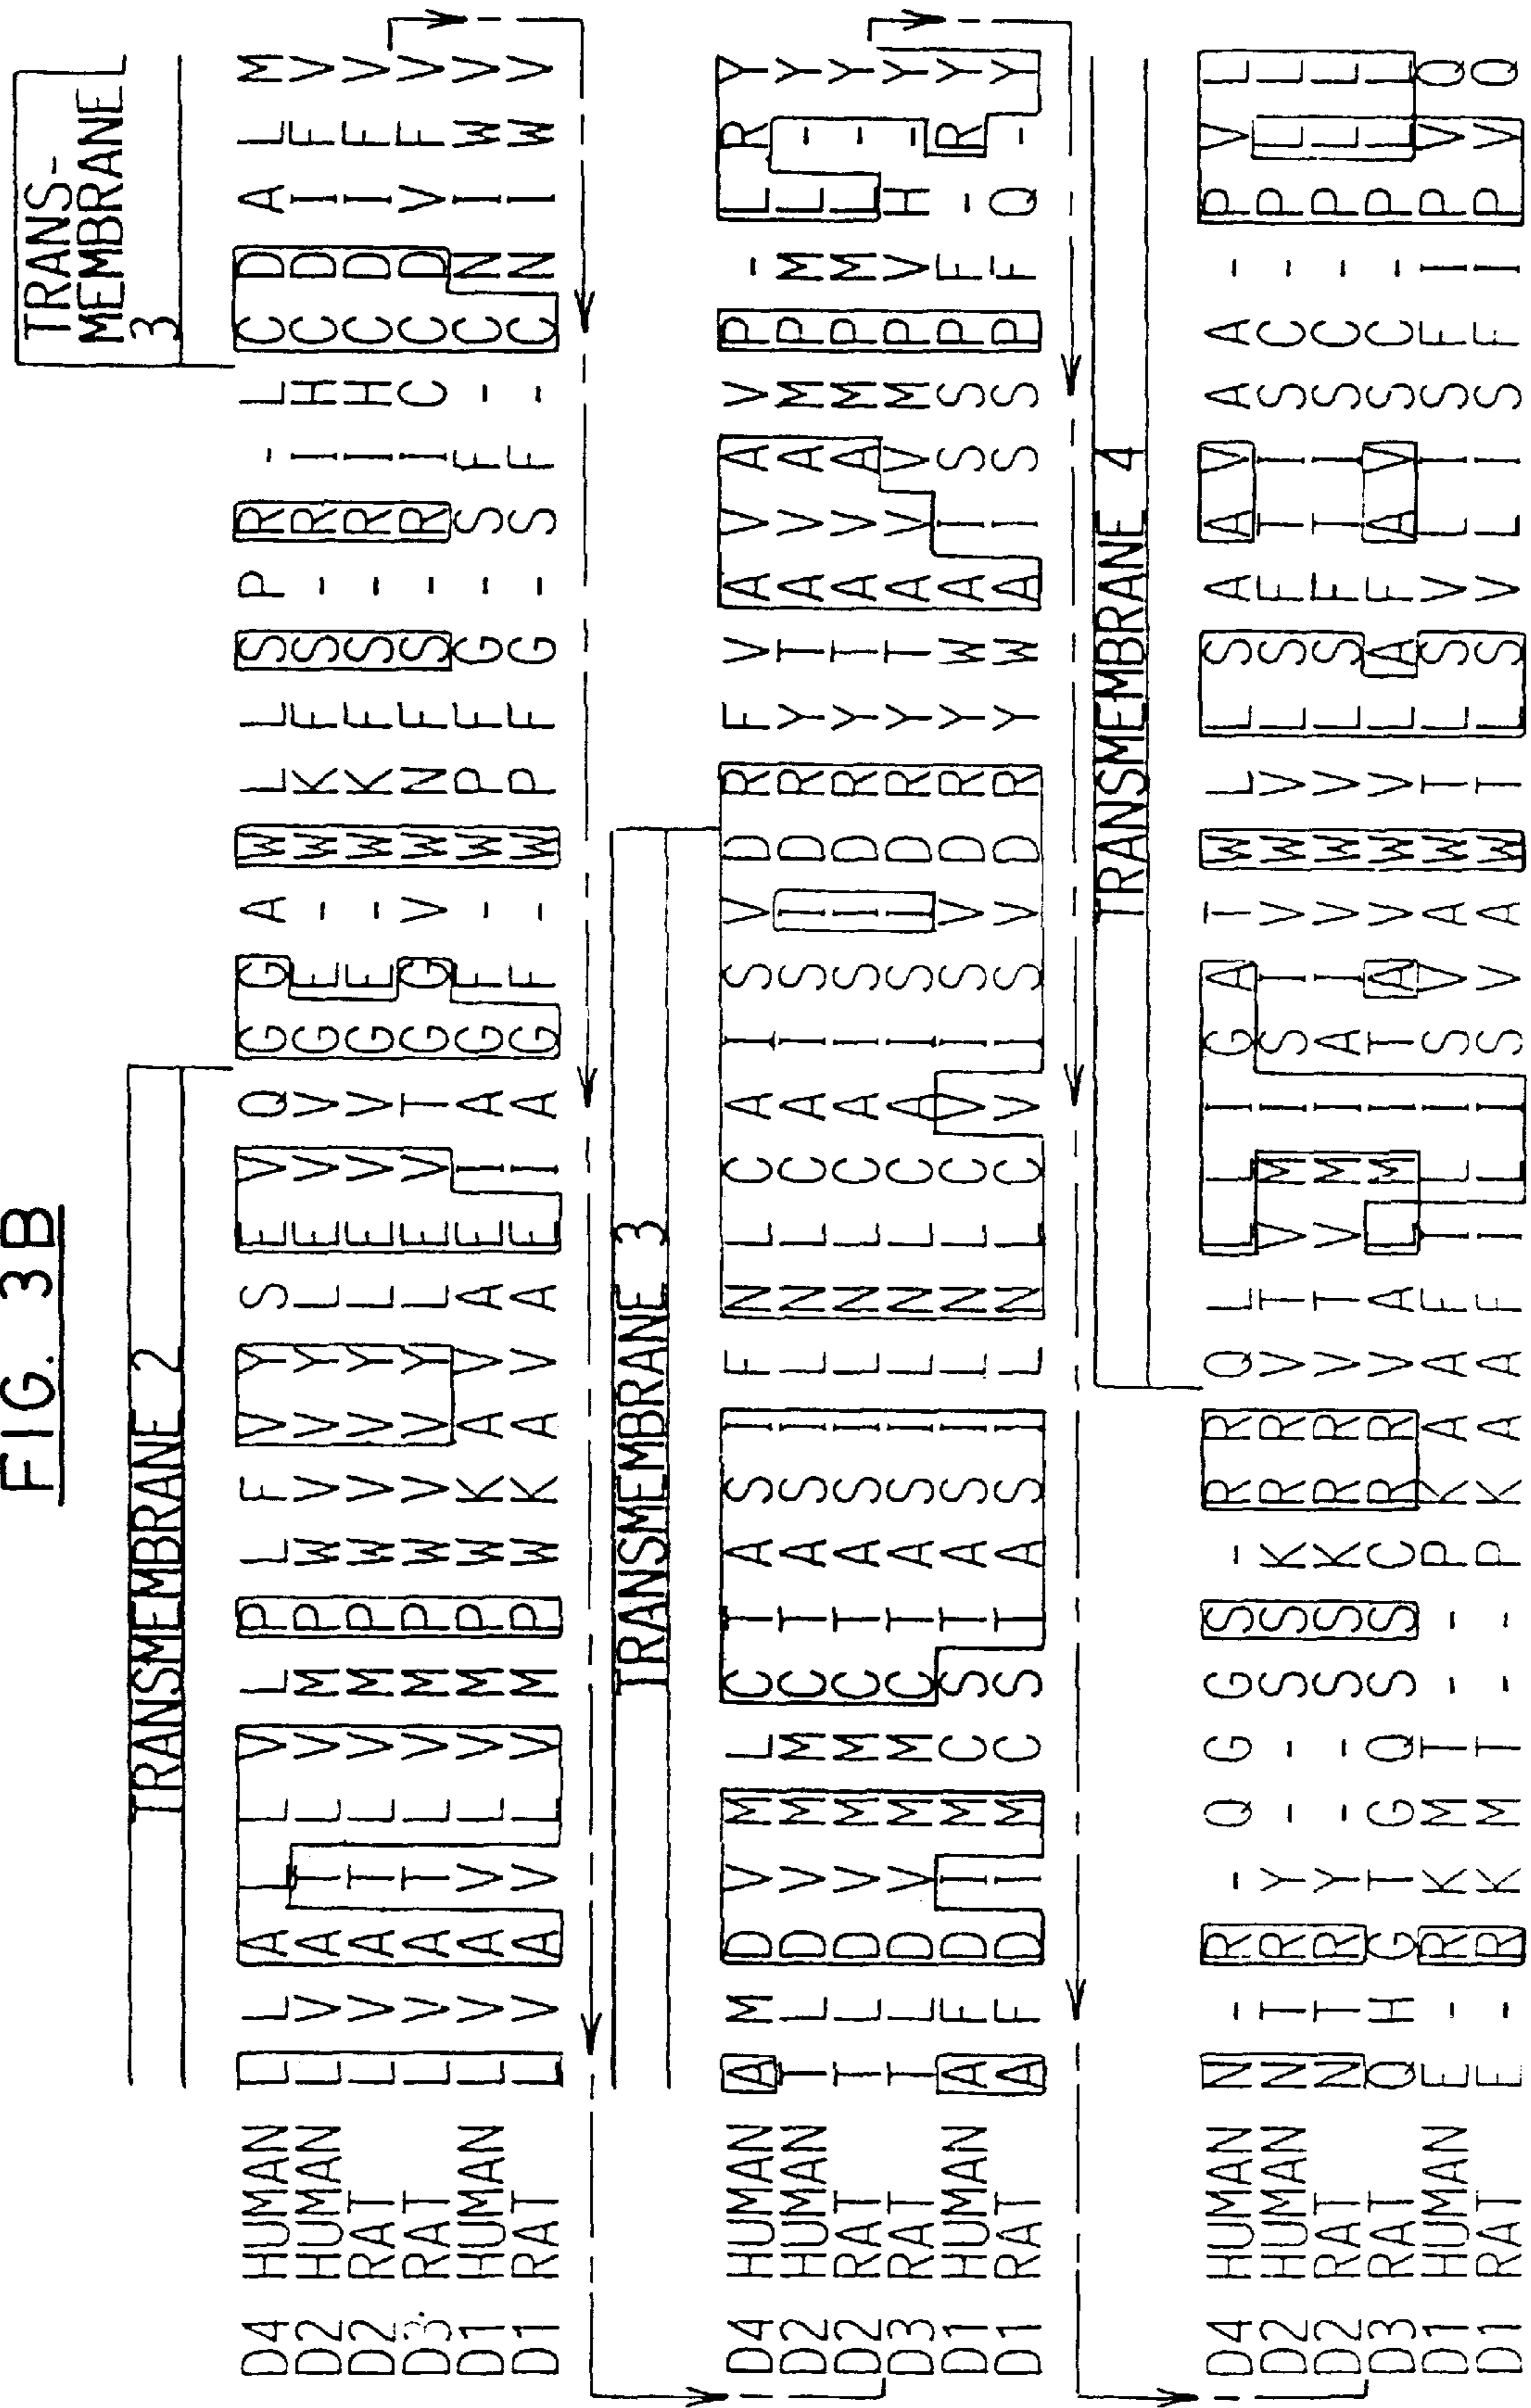 FIG. 3B
TRANSMEMBRANE 2
TRANS-
MEMBRANE
3
D4 HUMAN L L A L L V L P L F V Y S E V Q G G A W L L S P R - L C D A L M
D2 HUMAN L V A T L V M P W V V Y L E V V G E - W K F S - R I H C D I F V
D2 RAT L V A T L V M P W V V Y L E V V G E - W K F S - R I H C D I F V
D3 RAT L V A T L V M P W V V Y L E V T G G V W N F S - R I C C D V F V
D1 HUMAN L V A V L V M P W K A V A E I A G F - W P F G - S F - C N I W V
D1 RAT L V A V L V M P W K A V A E I A G F - W P F G - S F - C N I W V
TRANSMEMBRANE 3
D4 HUMAN A M D V M L C T A S I F N L C A I S V D R F V A V A V P - L R Y
D2 HUMAN T L D V M M C T A S I L N L C A I S I D R Y T A V A M P M L - Y
D2 RAT T L D V M M C T A S I L N L C A I S I D R Y T A V A M P M L - Y
D3 RAT T L D V M M C T A S I L N L C A I S I D R Y T A V V M P V H - Y
D1 HUMAN A F D I M C S T A S I L N L C V I S V D R Y W A I S S P F - R Y
D1 RAT A F D I M C S T A S I L N L C V I S V D R Y W A I S S P F Q - Y
TRANSMEMBRANE 4
D4 HUMAN N - R - Q G G S - R R Q L L L I G A T W L L S A A V A A - P V L
D2 HUMAN N T R Y - - S S K R R V T V M I S I V W V L S F T I S C - P L L
D2 RAT N T R Y - - S S K R R V T V M I A I V W V L S F T I S C - P L L
D3 RAT Q H G T G Q S S C R R V A L M I T A V W V L A F A V S C - P L L
D1 HUMAN E - R K M T - - P K A A F I L I S V A W T L S V L I S F I P V Q
D1 RAT E - R K M T - - P K A A F I L I S V A W T L S V L I S F I P V Q